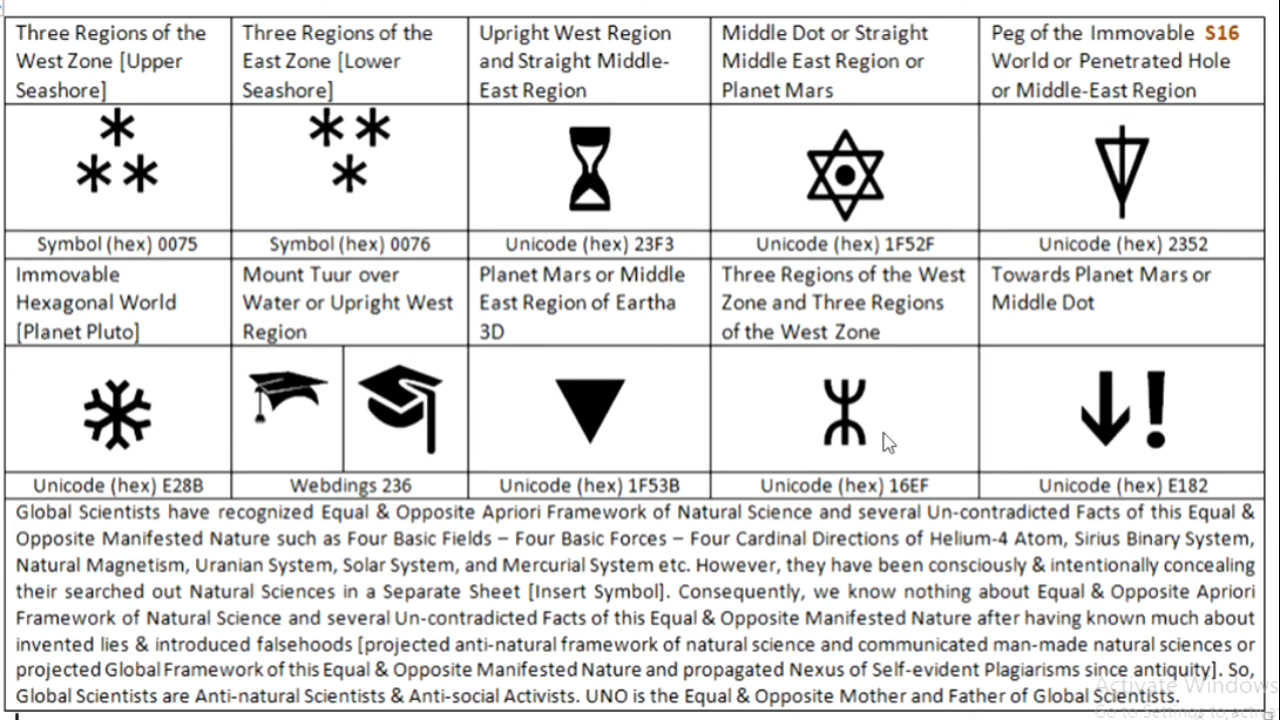 Three Regions of the
West Zone [Upper
Seashore]
Three Regions of the
East Zone [Lower
Seashore]
Upright West Region
and Straight Middle-
East Region
Middle Dot or Straight
Middle East Region or
Planet Mars
Peg of the Immovable S16
World or Penetrated Hole
or Middle-East Region
Symbol (hex) 0075
Symbol (hex) 0076
Unicode (hex) 23F3
Unicode (hex) 1F52F
Unicode (hex) 2352
Immovable
Hexagonal World
[Planet Pluto]
Mount Tuur over
Water or Upright West
Region
Planet Mars or Middle
East Region of Eartha
3D
Three Regions of the West
Zone and Three Regions
of the West Zone
Towards Planet Mars or
Middle Dot
Unicode (hex) E28B
Webdings 236
Unicode (hex) 1F53B
Unicode (hex) 16EF
Unicode (hex) E182
Global Scientists have recognized Equal & Opposite Apriori Framework of Natural Science and several Un-contradicted Facts of this Equal &
Opposite Manifested Nature such as Four Basic Fields – Four Basic Forces – Four Cardinal Directions of Helium-4 Atom, Sirius Binary System,
Natural Magnetism, Uranian System, Solar System, and Mercurial System etc. However, they have been consciously & intentionally concealing
their searched out Natural Sciences in a Separate Sheet [Insert Symbol]. Consequently, we know nothing about Equal & Opposite Apriori
Framework of Natural Science and several Un-contradicted Facts of this Equal & Opposite Manifested Nature after having known much about
invented lies & introduced falsehoods [projected anti-natural framework of natural science and communicated man-made natural sciences or
projected Global Framework of this Equal & Opposite Manifested Nature and propagated Nexus of Self-evident Plagiarisms since antiquity]. So,
Global Scientists are Anti-natural Scientists & Anti-social Activists. UNO is the Equal & Opposite Mother and Father of Global Scientists.
Activate Windows
Go to Settings to activa